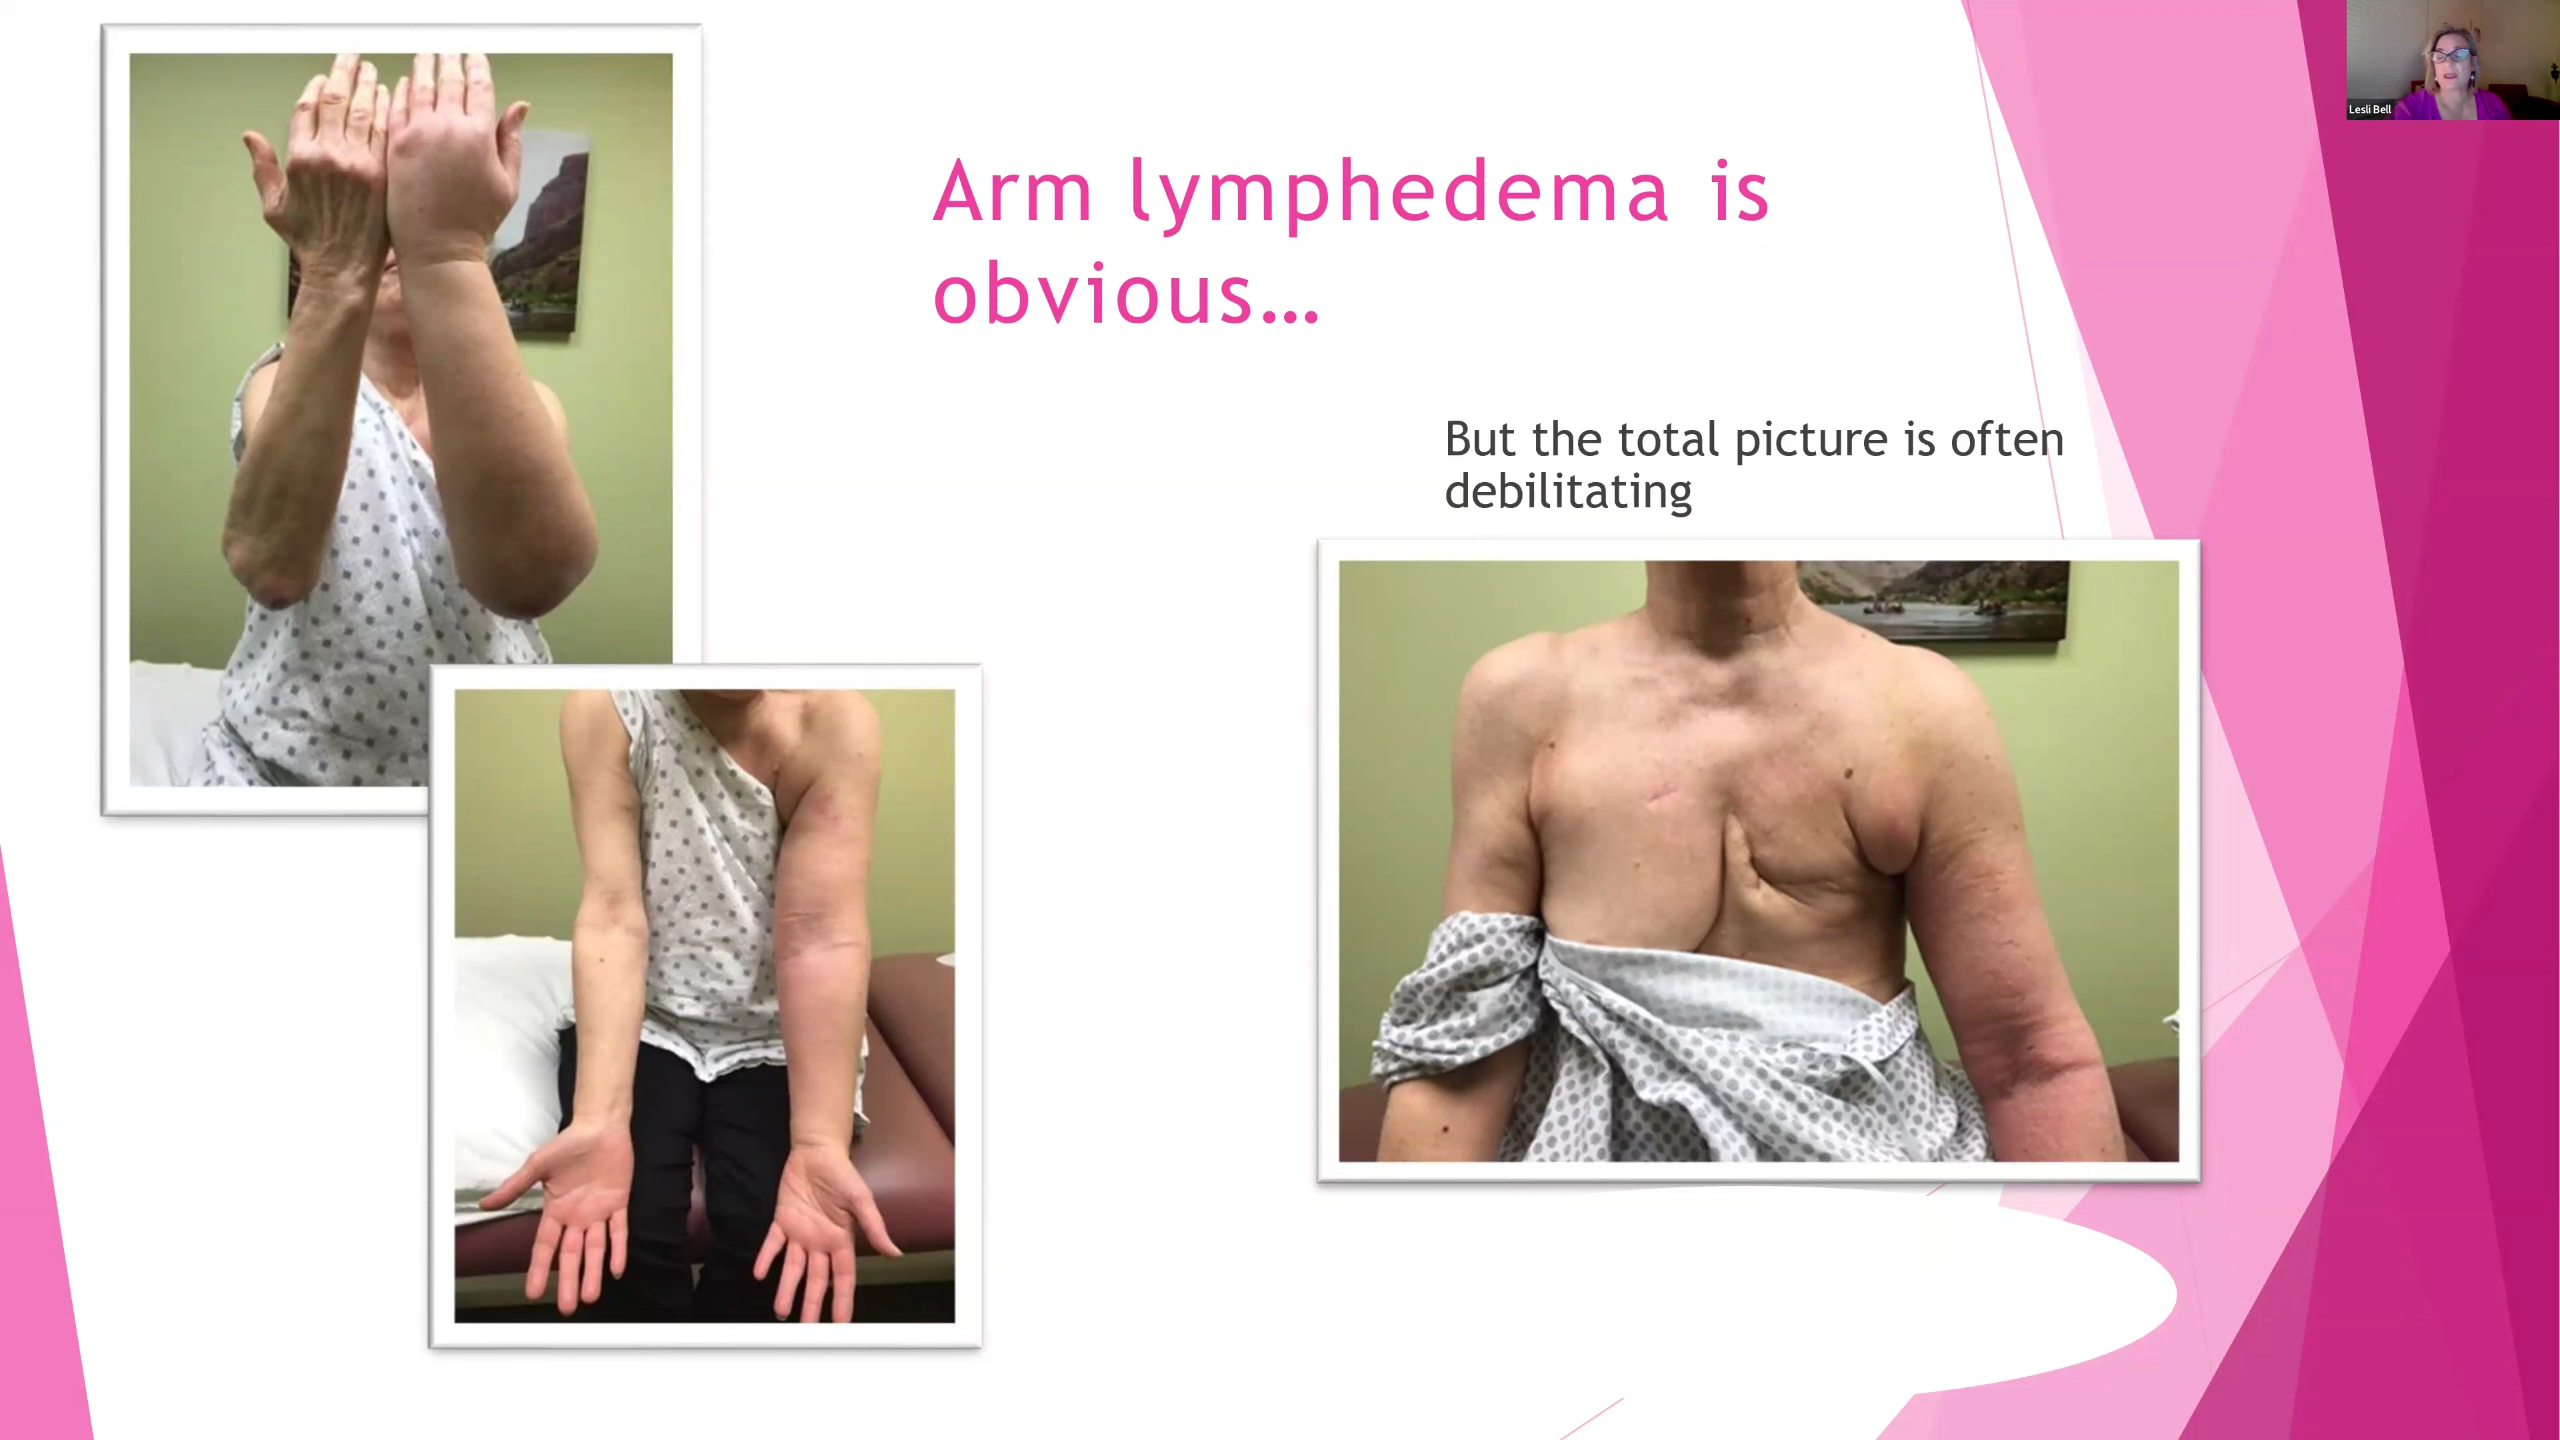 Arm lymphedema is
obvious…
But the total picture is often
debilitating
Lesli Bell